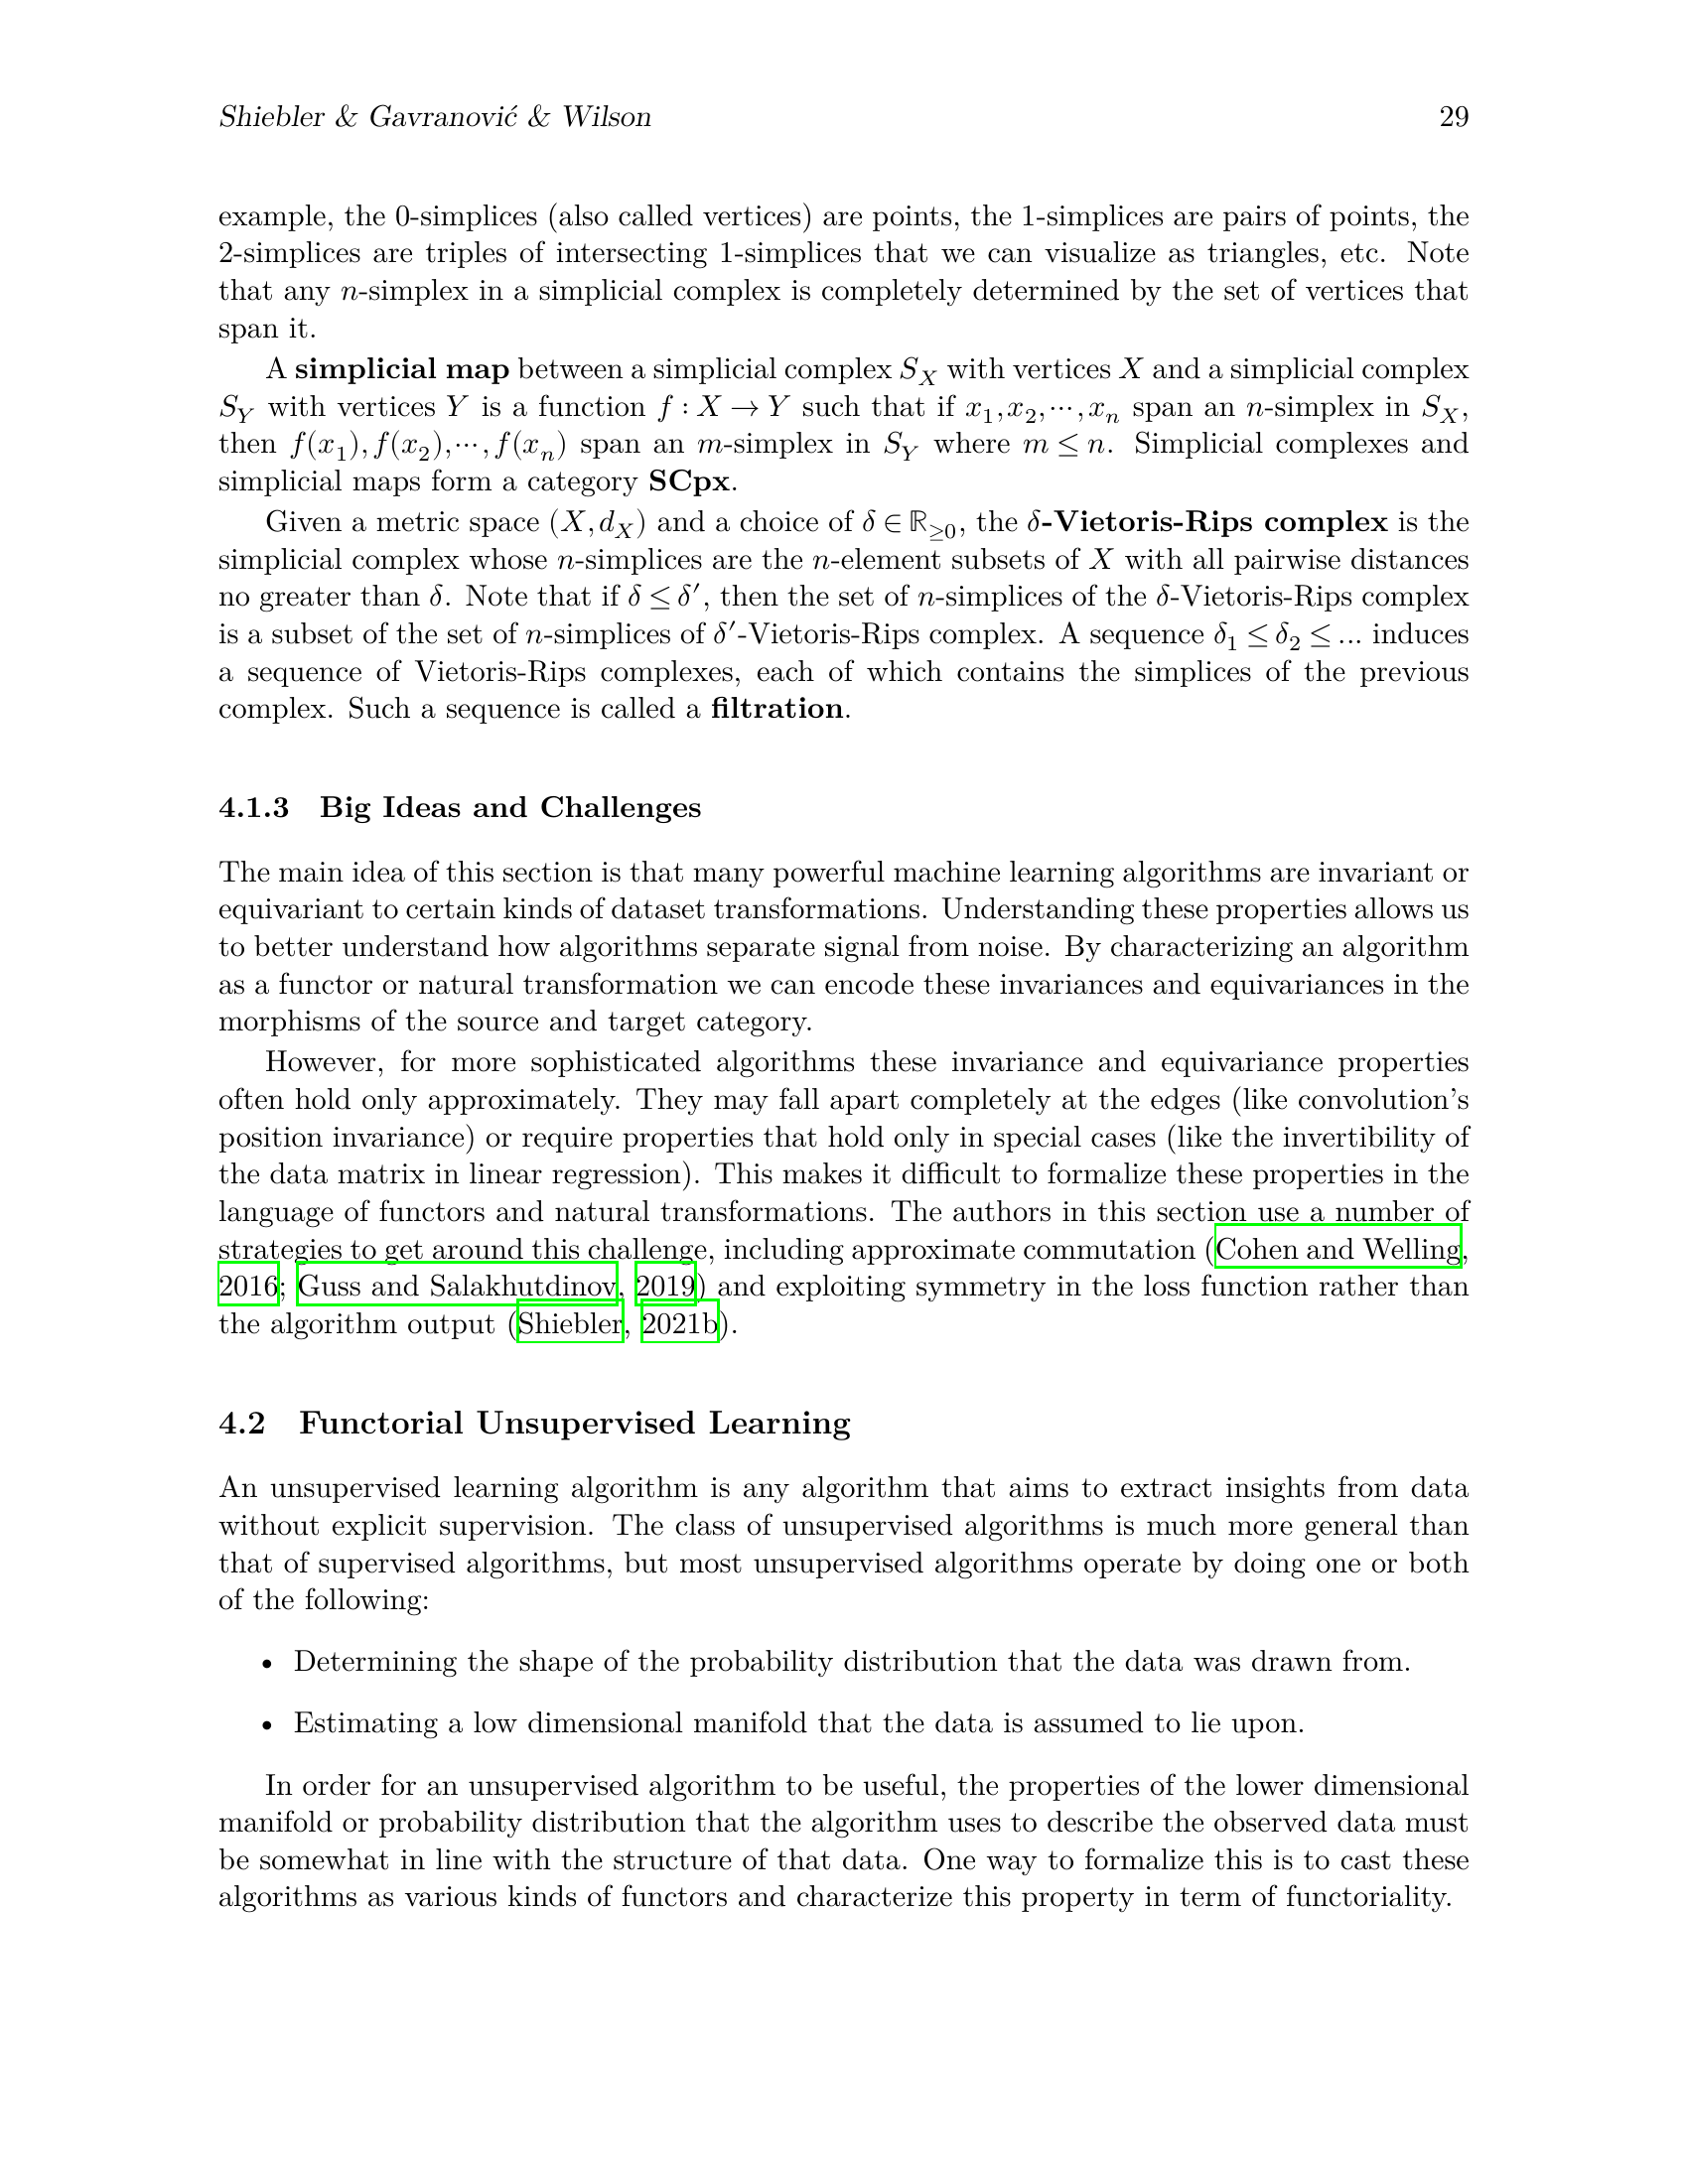 Shiebler & Gavranović & Wilson 29
example, the 0-simplices (also called vertices) are points, the 1-simplices are pairs of points, the
2-simplices are triples of intersecting 1-simplices that we can visualize as triangles, etc. Note
that any n-simplex in a simplicial complex is completely determined by the set of vertices that
span it.
A simplicial map between a simplicial complex S_X with vertices X and a simplicial complex
S_Y with vertices Y is a function f : X → Y such that if x_1, x_2, ⋯, x_n span an n-simplex in S_X,
then f(x_1), f(x_2), ⋯, f(x_n) span an m-simplex in S_Y where m ≤ n. Simplicial complexes and
simplicial maps form a category SCpx.
Given a metric space (X, d_X) and a choice of δ ∈ ℝ_≥0, the δ-Vietoris-Rips complex is the
simplicial complex whose n-simplices are the n-element subsets of X with all pairwise distances
no greater than δ. Note that if δ ≤ δ′, then the set of n-simplices of the δ-Vietoris-Rips complex
is a subset of the set of n-simplices of δ′-Vietoris-Rips complex. A sequence δ_1 ≤ δ_2 ≤ ... induces
a sequence of Vietoris-Rips complexes, each of which contains the simplices of the previous
complex. Such a sequence is called a filtration.
4.1.3 Big Ideas and Challenges
The main idea of this section is that many powerful machine learning algorithms are invariant or
equivariant to certain kinds of dataset transformations. Understanding these properties allows us
to better understand how algorithms separate signal from noise. By characterizing an algorithm
as a functor or natural transformation we can encode these invariances and equivariances in the
morphisms of the source and target category.
However, for more sophisticated algorithms these invariance and equivariance properties
often hold only approximately. They may fall apart completely at the edges (like convolution's
position invariance) or require properties that hold only in special cases (like the invertibility of
the data matrix in linear regression). This makes it difficult to formalize these properties in the
language of functors and natural transformations. The authors in this section use a number of
strategies to get around this challenge, including approximate commutation (Cohen and Welling,
2016; Guss and Salakhutdinov, 2019) and exploiting symmetry in the loss function rather than
the algorithm output (Shiebler, 2021b).
4.2 Functorial Unsupervised Learning
An unsupervised learning algorithm is any algorithm that aims to extract insights from data
without explicit supervision. The class of unsupervised algorithms is much more general than
that of supervised algorithms, but most unsupervised algorithms operate by doing one or both
of the following:
• Determining the shape of the probability distribution that the data was drawn from.
• Estimating a low dimensional manifold that the data is assumed to lie upon.
In order for an unsupervised algorithm to be useful, the properties of the lower dimensional
manifold or probability distribution that the algorithm uses to describe the observed data must
be somewhat in line with the structure of that data. One way to formalize this is to cast these
algorithms as various kinds of functors and characterize this property in term of functoriality.